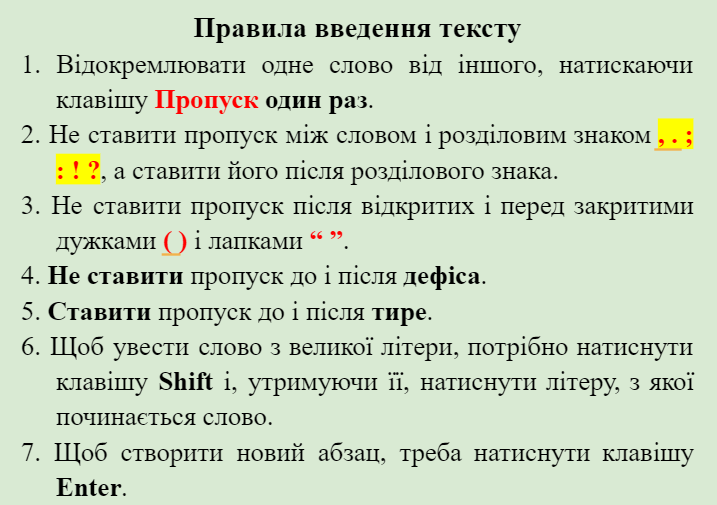 Правила введення тексту
1. Відокремлювати одне слово від іншого, натискаючи
клавішу Пропуск один раз.
2. Не ставити пропуск між словом і розділовим знаком , . ;
: ! ?, а ставити його після розділового знака.
3. Не ставити пропуск після відкритих і перед закритими
дужками ( ) і лапками “ ”.
4. Не ставити пропуск до і після дефіса.
5. Ставити пропуск до і після тире.
6. Щоб увести слово з великої літери, потрібно натиснути
клавішу Shift і, утримуючи її, натиснути літеру, з якої
починається слово.
7. Щоб створити новий абзац, треба натиснути клавішу
Enter.